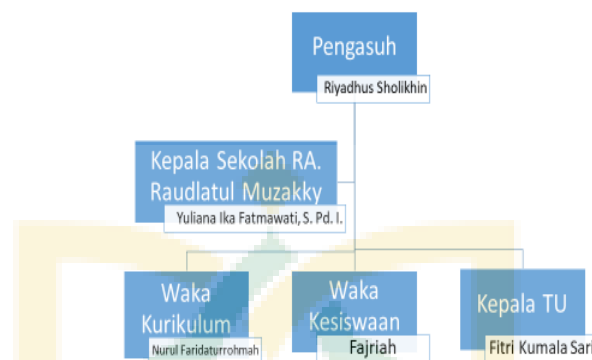 Pengasuh
Riyadhus Sholikhin
Kepala Sekolah RA.
Raudlatul Muzakky
Yuliana Ika Fatmawati, S. Pd. I.
Waka
Kurikulum
Nurul Faridaturrohmah
Waka
Kesiswaan
Fajriah
Kepala TU
Fitri Kumala Sari